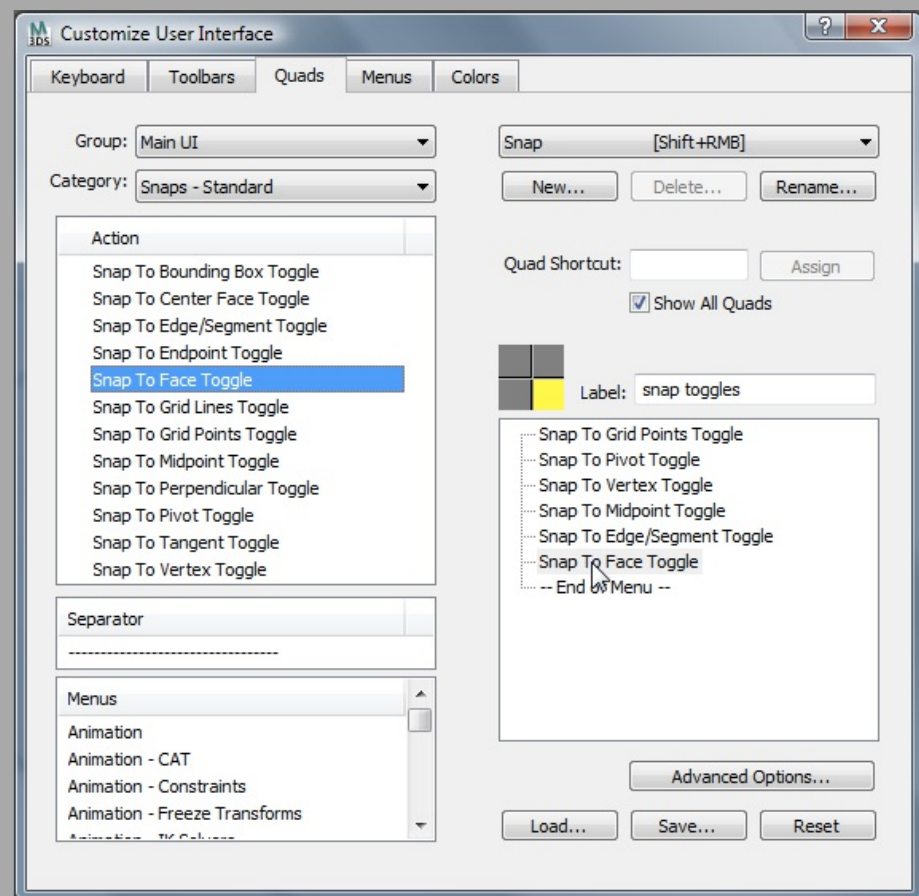 M
3DS
Customize User Interface
?
X
Keyboard Toolbars Quads Menus Colors
Group: Main UI
Category: Snaps - Standard
Action
Snap To Bounding Box Toggle
Snap To Center Face Toggle
Snap To Edge/Segment Toggle
Snap To Endpoint Toggle
Snap To Face Toggle
Snap To Grid Lines Toggle
Snap To Grid Points Toggle
Snap To Midpoint Toggle
Snap To Perpendicular Toggle
Snap To Pivot Toggle
Snap To Tangent Toggle
Snap To Vertex Toggle
Separator
---------------------------------
Menus
Animation
Animation - CAT
Animation - Constraints
Animation - Freeze Transforms
Animation - IK Solvers
Snap [Shift+RMB]
New... Delete... Rename...
Quad Shortcut: Assign
Show All Quads
Label: snap toggles
Snap To Grid Points Toggle
Snap To Pivot Toggle
Snap To Vertex Toggle
Snap To Midpoint Toggle
Snap To Edge/Segment Toggle
Snap To Face Toggle
-- End of Menu --
Advanced Options...
Load... Save... Reset